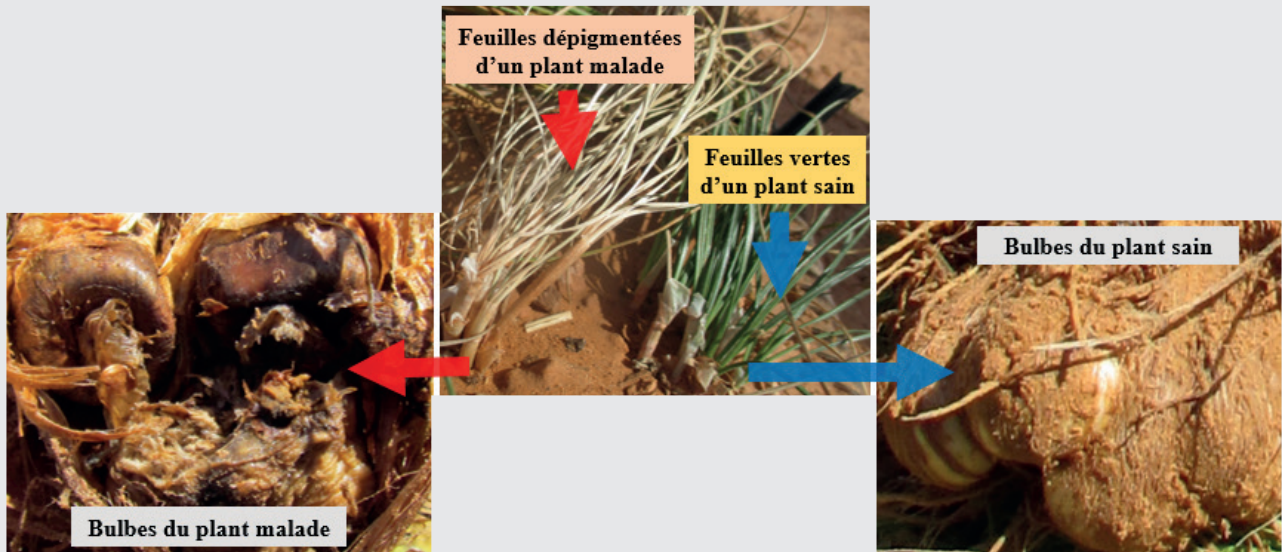 Feuilles dépigmentées
d’un plant malade
Feuilles vertes
d’un plant sain
Bulbes du plant sain
Bulbes du plant malade